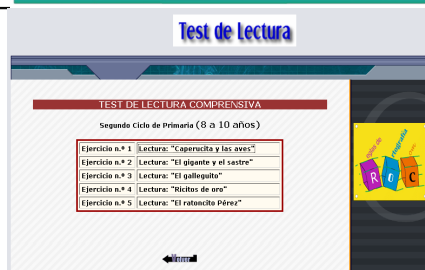 Test de Lectura
TEST DE LECTURA COMPRENSIVA
Segundo Ciclo de Primaria (8 a 10 años)
Ejercicio n.º 1 Lectura: "Caperucita y las aves"
Ejercicio n.º 2 Lectura: "El gigante y el sastre"
Ejercicio n.º 3 Lectura: "El galleguito"
Ejercicio n.º 4 Lectura: "Ricitos de oro"
Ejercicio n.º 5 Lectura: "El ratoncito Pérez"
R O C